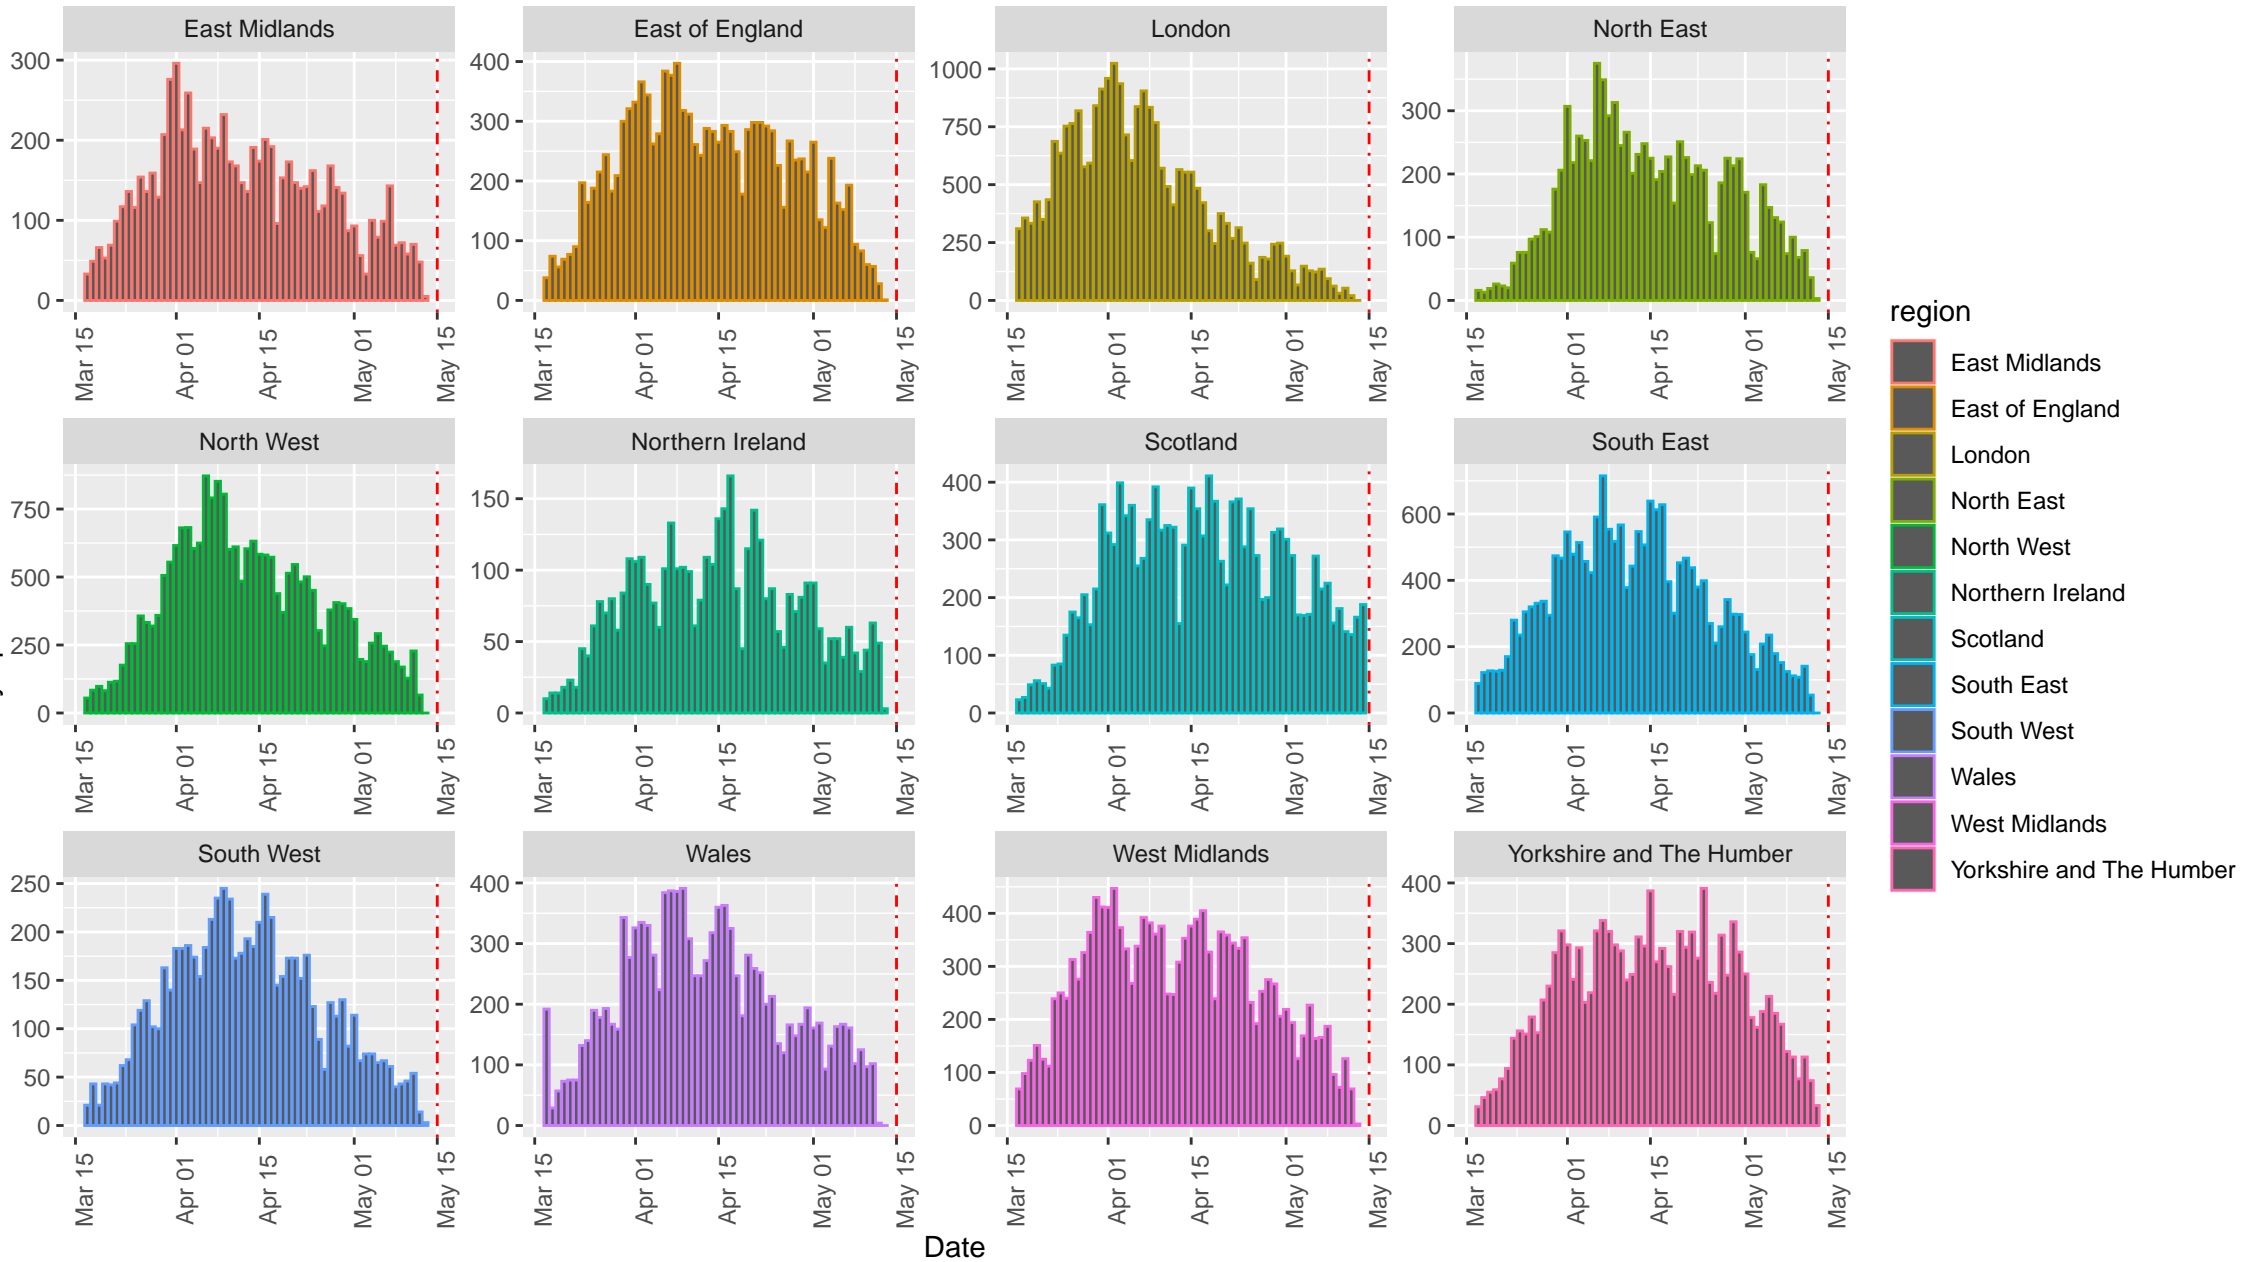 East Midlands
East of England
London
North East
300
200
100
0
400
300
200
100
0
1000
750
500
250
0
300
200
100
0
Mar 15
Apr 01
Apr 15
May 01
May 15
Mar 15
Apr 01
Apr 15
May 01
May 15
Mar 15
Apr 01
Apr 15
May 01
May 15
Mar 15
Apr 01
Apr 15
May 01
May 15
North West
Northern Ireland
Scotland
South East
750
500
250
0
150
100
50
0
400
300
200
100
0
600
400
200
0
Mar 15
Apr 01
Apr 15
May 01
May 15
Mar 15
Apr 01
Apr 15
May 01
May 15
Mar 15
Apr 01
Apr 15
May 01
May 15
Mar 15
Apr 01
Apr 15
May 01
May 15
South West
Wales
West Midlands
Yorkshire and The Humber
250
200
150
100
50
0
400
300
200
100
0
400
300
200
100
0
400
300
200
100
0
Mar 15
Apr 01
Apr 15
May 01
May 15
Mar 15
Apr 01
Apr 15
May 01
May 15
Mar 15
Apr 01
Apr 15
May 01
May 15
Mar 15
Apr 01
Apr 15
May 01
May 15
Date
region
East Midlands
East of England
London
North East
North West
Northern Ireland
Scotland
South East
South West
Wales
West Midlands
Yorkshire and The Humber